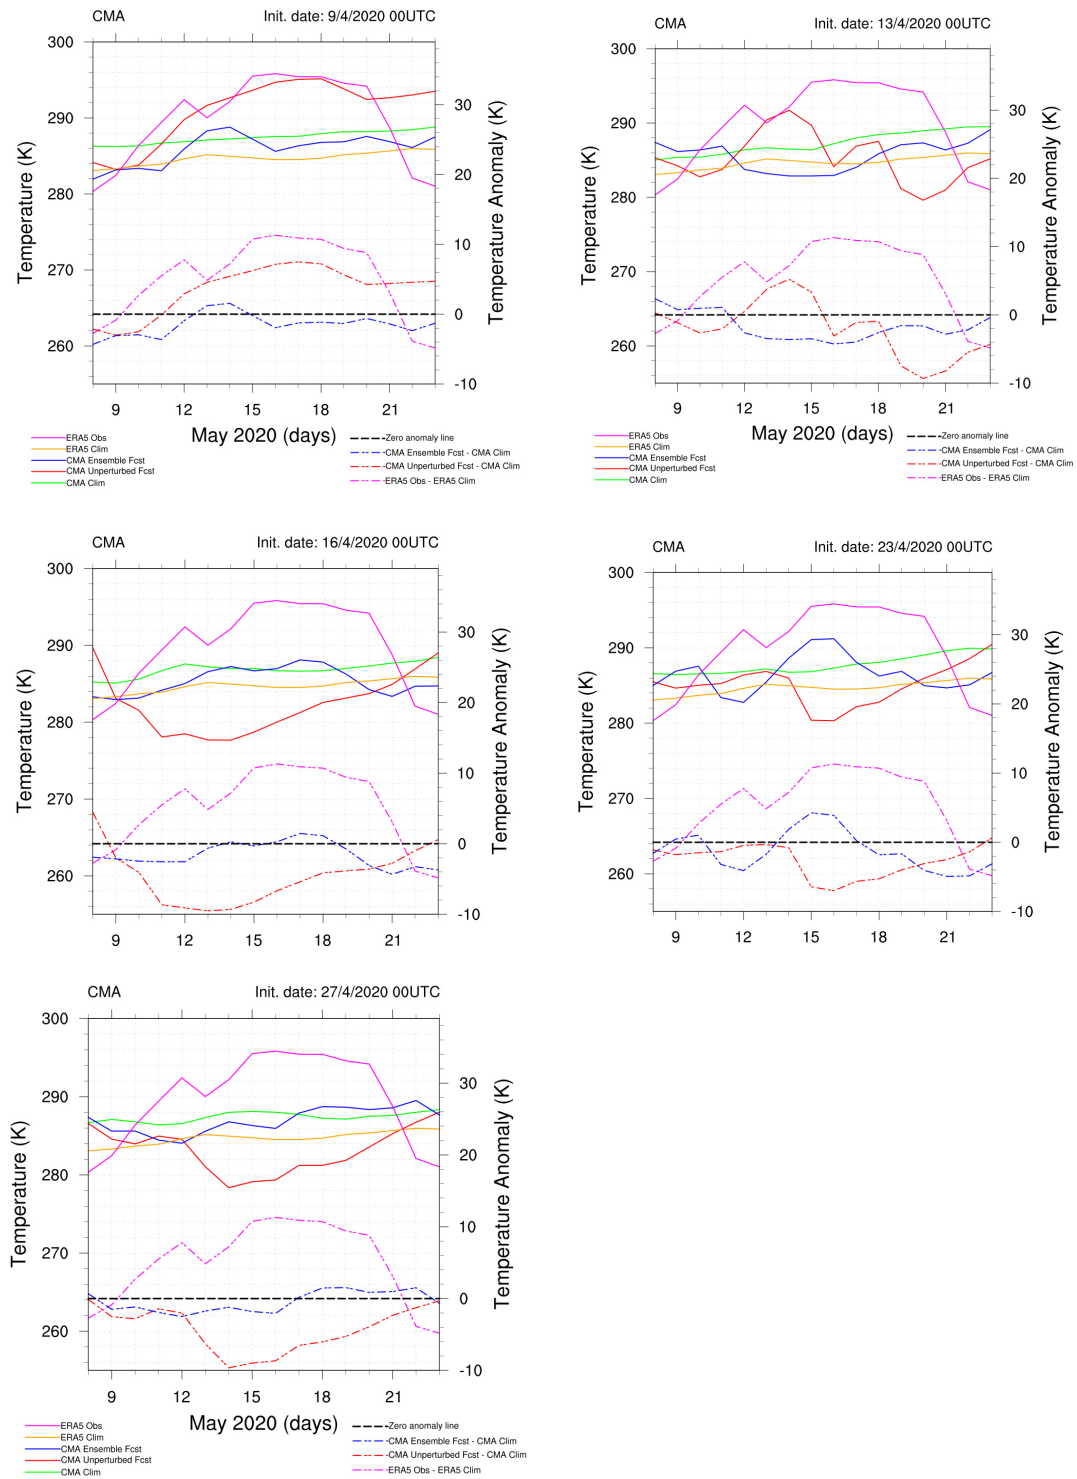 CMA Init. date: 9/4/2020 00UTC
300
290
280
270
260
30
20
10
0
-10
Temperature (K)
Temperature Anomaly (K)
9 12 15 18 21
May 2020 (days)
ERA5 Obs
ERA5 Clim
CMA Ensemble Fcst
CMA Unperturbed Fcst
CMA Clim
Zero anomaly line
CMA Ensemble Fcst - CMA Clim
CMA Unperturbed Fcst - CMA Clim
ERA5 Obs - ERA5 Clim
CMA Init. date: 13/4/2020 00UTC
300
290
280
270
260
30
20
10
0
-10
Temperature (K)
Temperature Anomaly (K)
9 12 15 18 21
May 2020 (days)
ERA5 Obs
ERA5 Clim
CMA Ensemble Fcst
CMA Unperturbed Fcst
CMA Clim
Zero anomaly line
CMA Ensemble Fcst - CMA Clim
CMA Unperturbed Fcst - CMA Clim
ERA5 Obs - ERA5 Clim
CMA Init. date: 16/4/2020 00UTC
300
290
280
270
260
30
20
10
0
-10
Temperature (K)
Temperature Anomaly (K)
9 12 15 18 21
CMA Init. date: 23/4/2020 00UTC
300
290
280
270
260
30
20
10
0
-10
Temperature (K)
Temperature Anomaly (K)
9 12 15 18 21
CMA Init. date: 27/4/2020 00UTC
300
290
280
270
260
30
20
10
0
-10
Temperature (K)
Temperature Anomaly (K)
9 12 15 18 21
May 2020 (days)
ERA5 Obs
ERA5 Clim
CMA Ensemble Fcst
CMA Unperturbed Fcst
CMA Clim
Zero anomaly line
CMA Ensemble Fcst - CMA Clim
CMA Unperturbed Fcst - CMA Clim
ERA5 Obs - ERA5 Clim